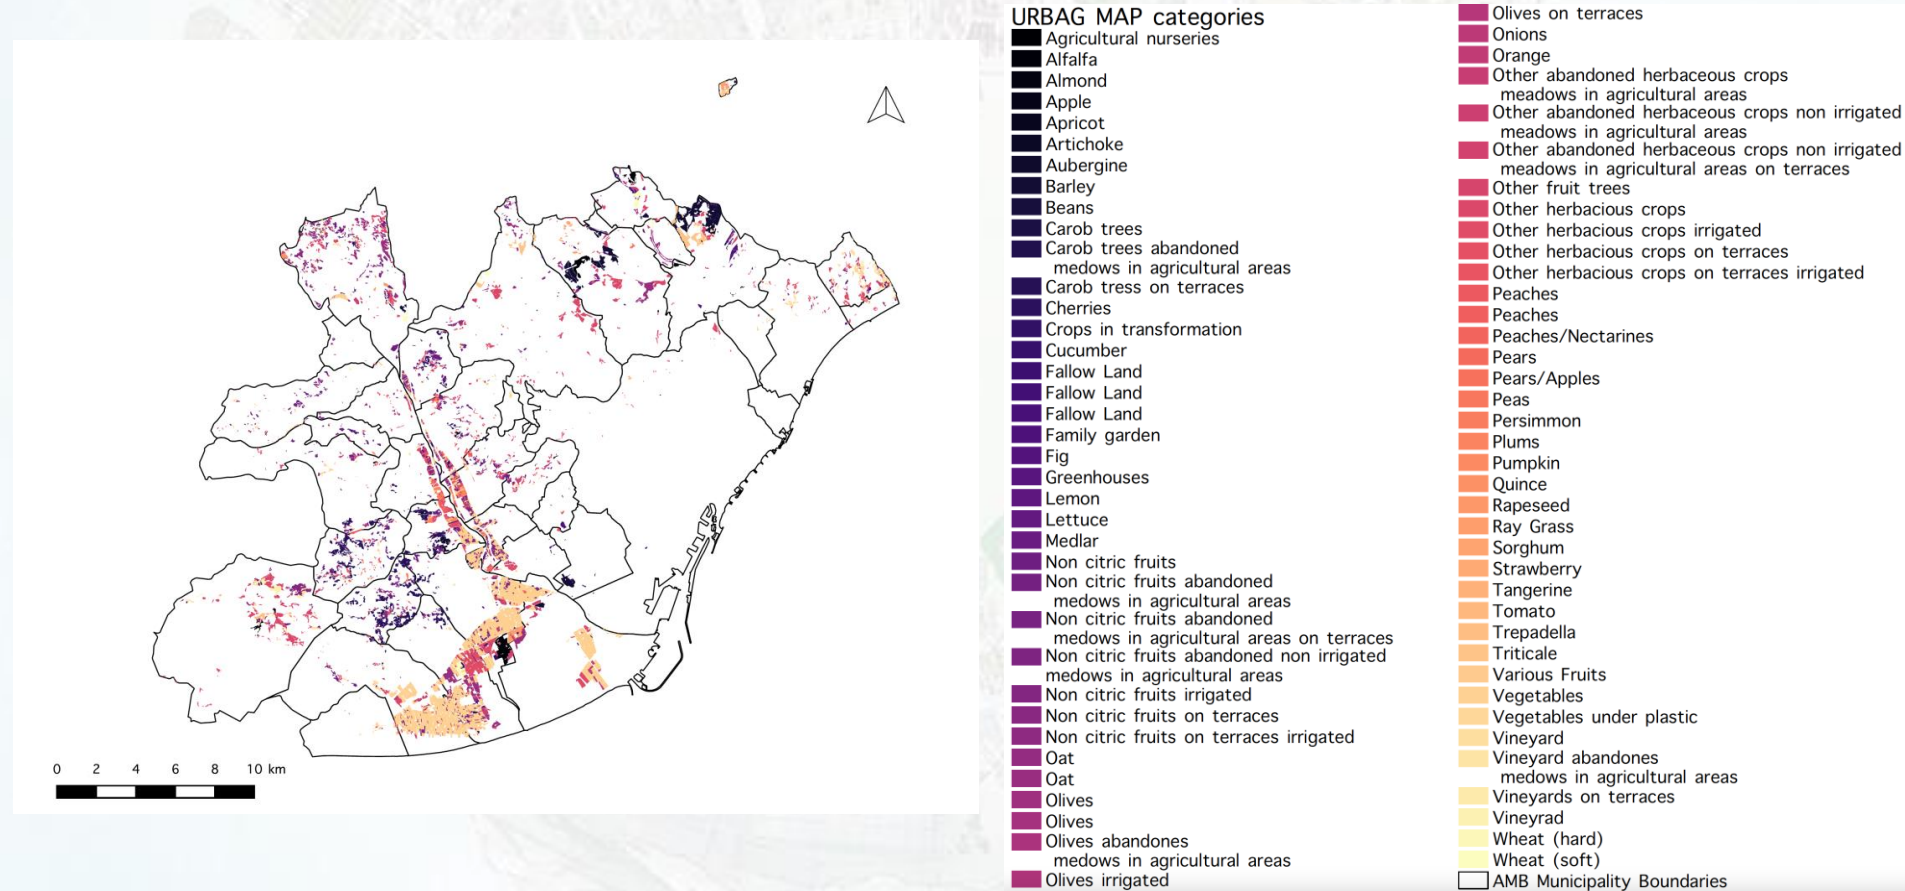 0 2 4 6 8 10 km
URBAG MAP categories
Agricultural nurseries
Alfalfa
Almond
Apple
Apricot
Artichoke
Aubergine
Barley
Beans
Carob trees
Carob trees abandoned
medows in agricultural areas
Carob tress on terraces
Cherries
Crops in transformation
Cucumber
Fallow Land
Fallow Land
Fallow Land
Family garden
Fig
Greenhouses
Lemon
Lettuce
Medlar
Non citric fruits
Non citric fruits abandoned
medows in agricultural areas
Non citric fruits abandoned
medows in agricultural areas on terraces
Non citric fruits abandoned non irrigated
medows in agricultural areas
Non citric fruits irrigated
Non citric fruits on terraces
Non citric fruits on terraces irrigated
Oat
Oat
Olives
Olives
Olives abandones
medows in agricultural areas
Olives irrigated
Olives on terraces
Onions
Orange
Other abandoned herbaceous crops
meadows in agricultural areas
Other abandoned herbaceous crops non irrigated
meadows in agricultural areas
Other abandoned herbaceous crops non irrigated
meadows in agricultural areas on terraces
Other fruit trees
Other herbacious crops
Other herbacious crops irrigated
Other herbacious crops on terraces
Other herbacious crops on terraces irrigated
Peaches
Peaches
Peaches/Nectarines
Pears
Pears/Apples
Peas
Persimmon
Plums
Pumpkin
Quince
Rapeseed
Ray Grass
Sorghum
Strawberry
Tangerine
Tomato
Trepadella
Triticale
Various Fruits
Vegetables
Vegetables under plastic
Vineyard
Vineyard abandones
medows in agricultural areas
Vineyards on terraces
Vineyrad
Wheat (hard)
Wheat (soft)
AMB Municipality Boundaries